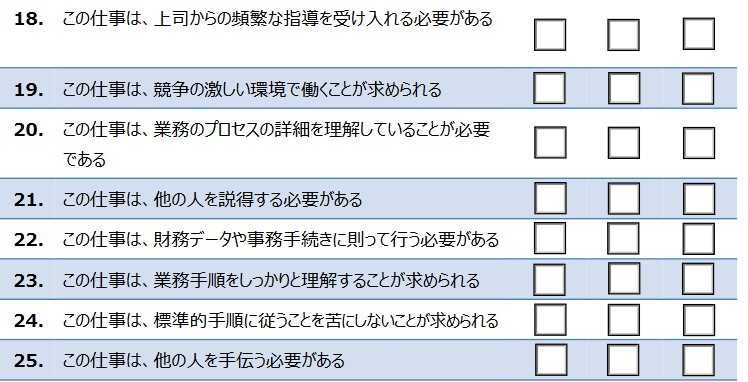 18. この仕事は、上司からの頻繁な指導を受け入れる必要がある
19. この仕事は、競争の激しい環境で働くことが求められる
20. この仕事は、業務のプロセスの詳細を理解していることが必要
である
21. この仕事は、他の人を説得する必要がある
22. この仕事は、財務データや事務手続きに則って行う必要がある
23. この仕事は、業務手順をしっかりと理解することが求められる
24. この仕事は、標準的手順に従うことを苦にしないことが求められる
25. この仕事は、他の人を手伝う必要がある